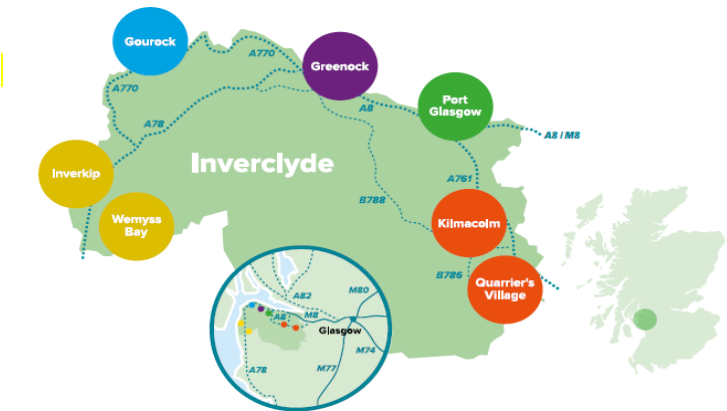 Gourock
A770
Greenock
A770
A78
A8
Port
Glasgow
A8 / M8
Inverkip
Inverclyde
A761
Wemyss
Bay
B788
Kilmacolm
B786
Quarrier's
Village
A82
M80
A8
M8
Glasgow
M74
A78
M77